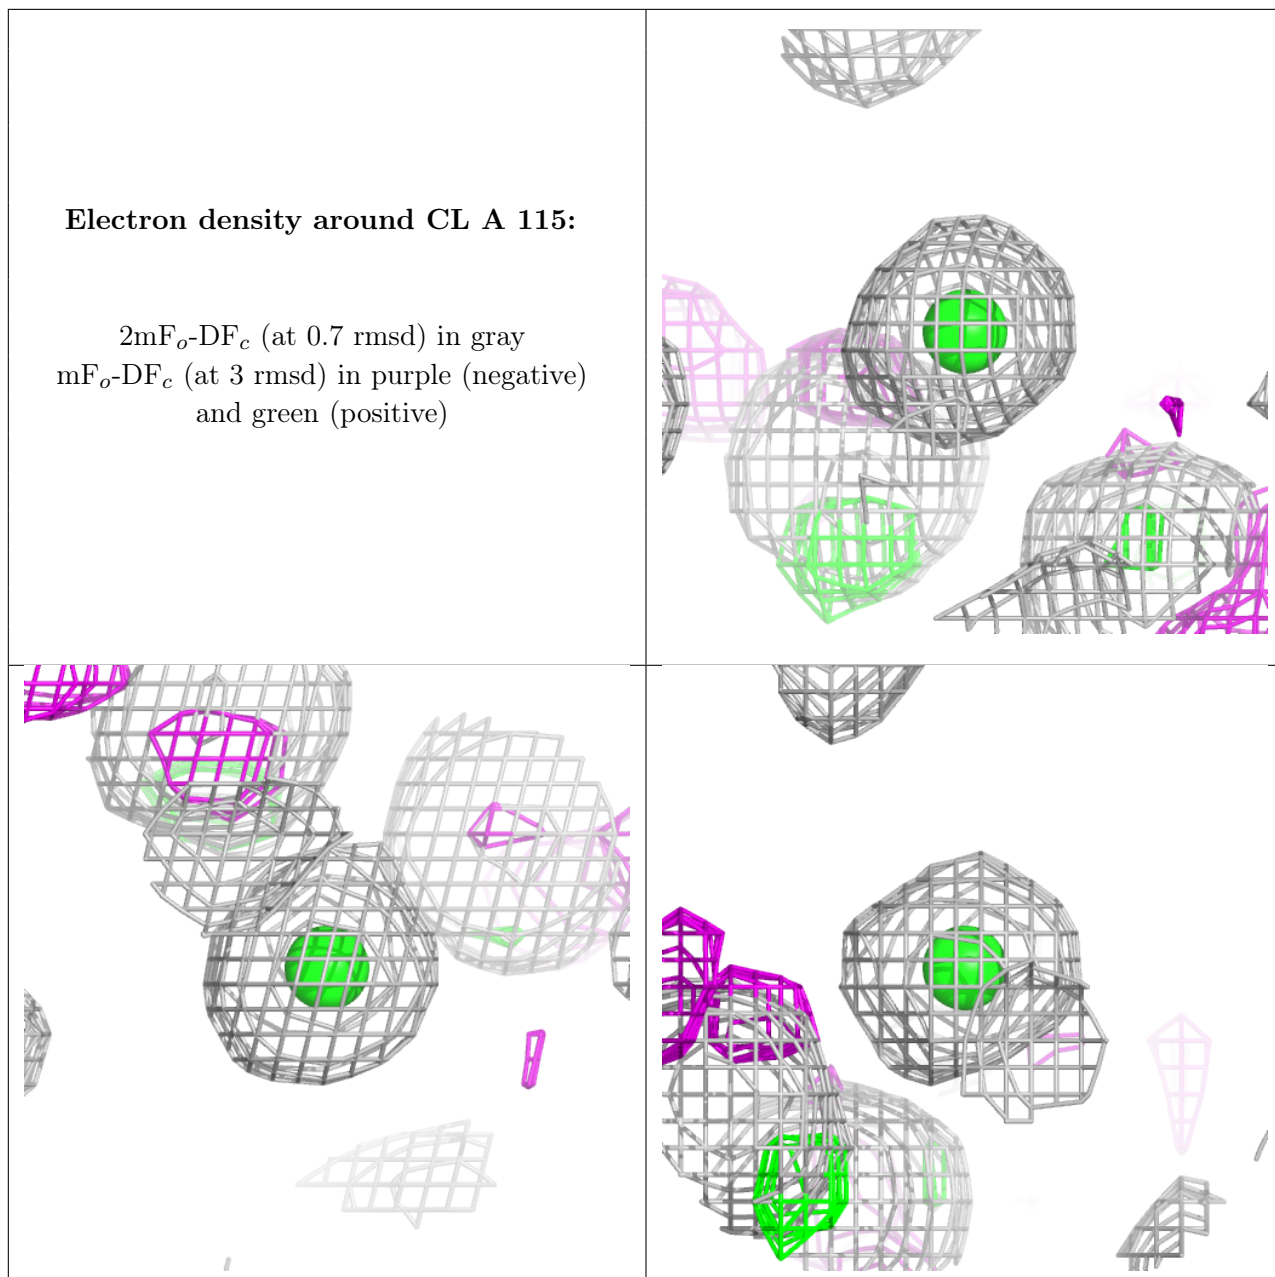 Electron density around CL A 115:
2mFo-DFc (at 0.7 rmsd) in gray
mFo-DFc (at 3 rmsd) in purple (negative)
and green (positive)